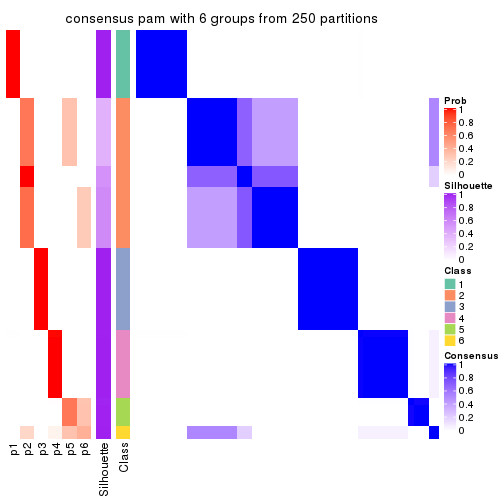 consensus pam with 6 groups from 250 partitions
Prob
1
0.8
0.6
0.4
0.2
0
Silhouette
1
0.8
0.6
0.4
0.2
0
Class
1
2
3
4
5
6
Consensus
1
0.8
0.6
0.4
0.2
0
p1
p2
p3
p4
p5
p6
Silhouette
Class